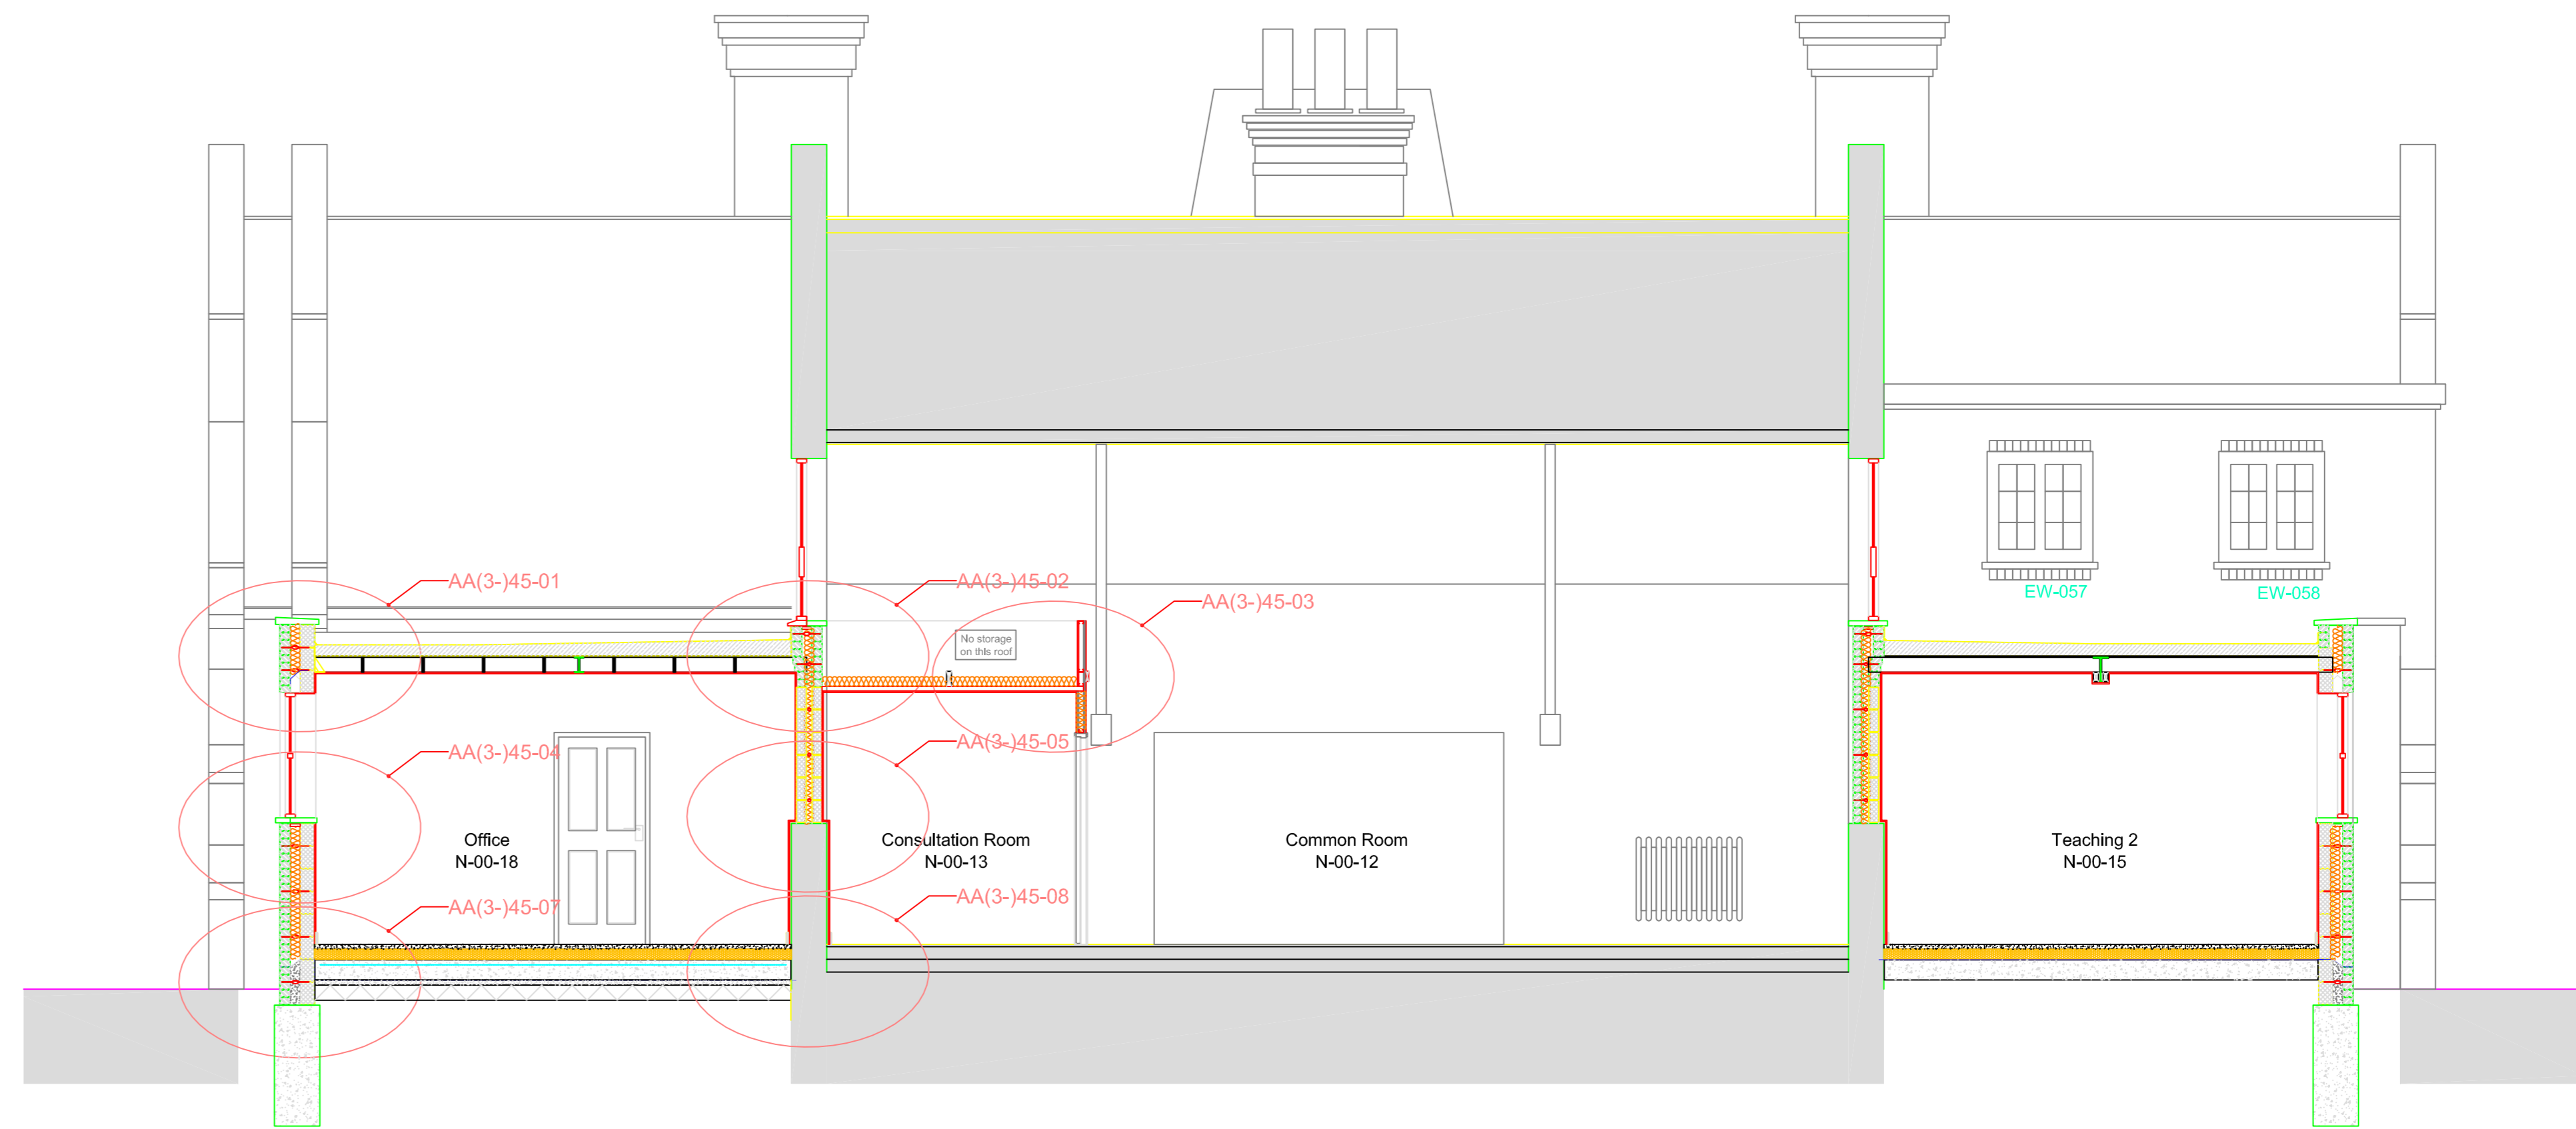 AA(3-)45-01
AA(3-)45-02
AA(3-)45-03
EW-057
EW-058
No storage
on this roof
AA(3-)45-04
AA(3-)45-05
Office
N-00-18
Consultation Room
N-00-13
Common Room
N-00-12
Teaching 2
N-00-15
AA(3-)45-07
AA(3-)45-08